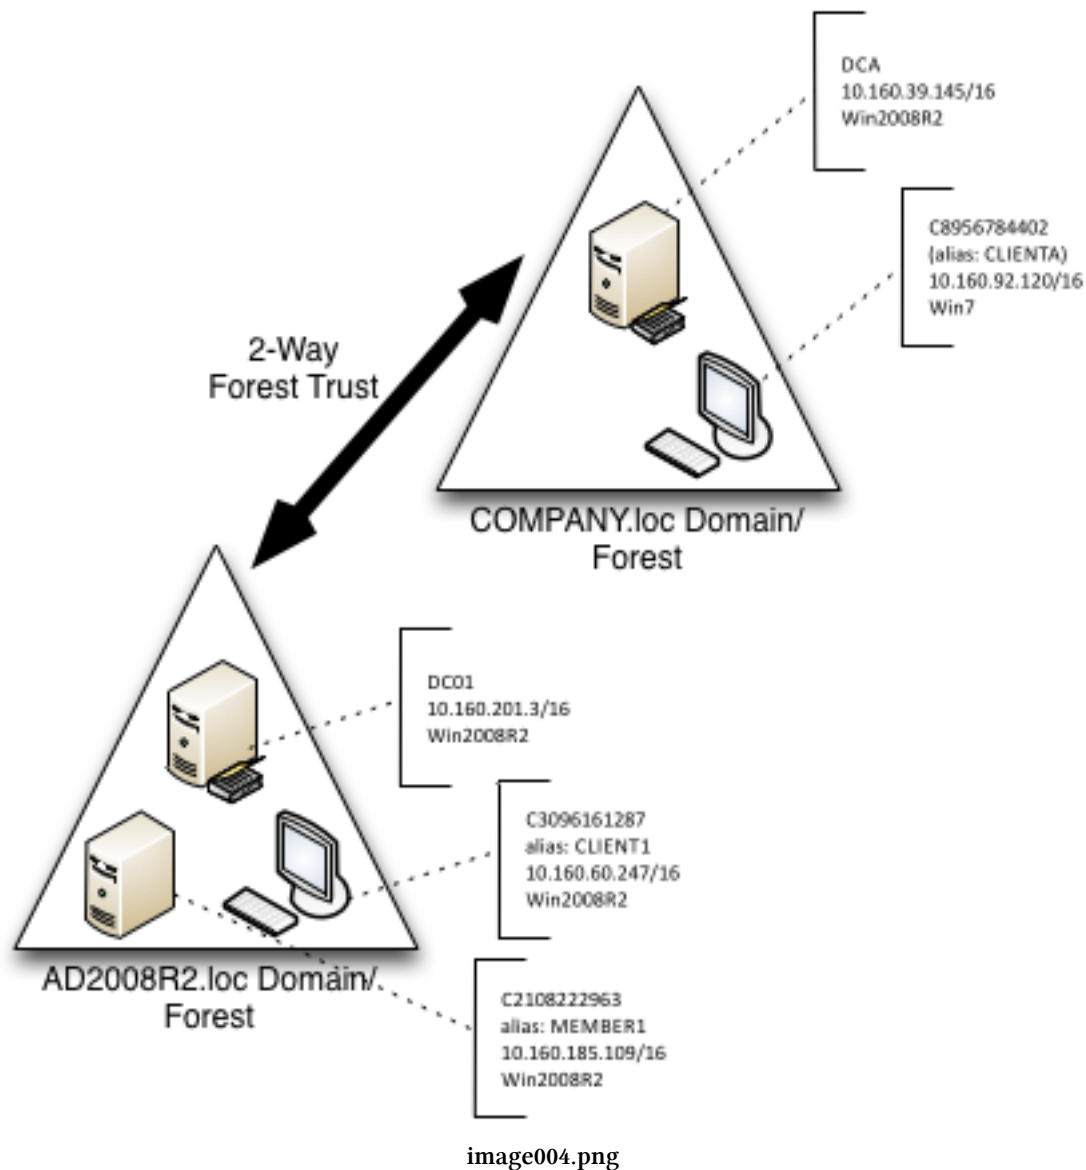 DCA
10.160.39.145/16
Win2008R2
C8956784402
(alias: CLIENTA)
10.160.92.120/16
Win7
2-Way
Forest Trust
COMPANY.loc Domain/
Forest
DC01
10.160.201.3/16
Win2008R2
C3096161287
alias: CLIENT1
10.160.60.247/16
Win2008R2
AD2008R2.loc Domain/
Forest
C2108222963
alias: MEMBER1
10.160.185.109/16
Win2008R2
image004.png